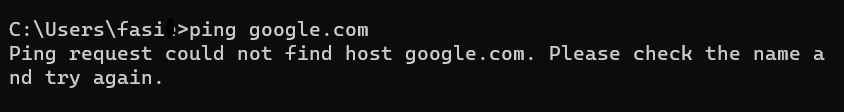 C:\Users\fasi >ping google.com
Ping request could not find host google.com. Please check the name a
nd try again.